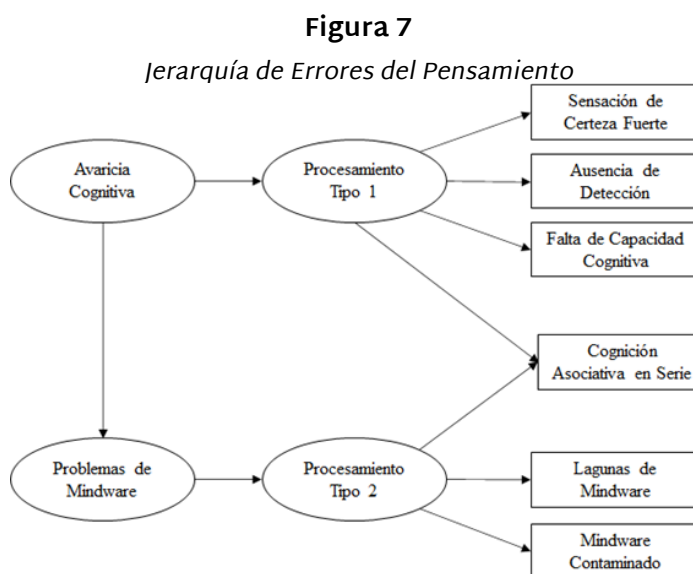 Figura 7
Jerarquía de Errores del Pensamiento
Sensación de
Certeza Fuerte
Avaricia
Cognitiva
Procesamiento
Tipo 1
Ausencia de
Detección
Falta de Capacidad
Cognitiva
Cognición
Asociativa en Serie
Problemas de
Mindware
Procesamiento
Tipo 2
Lagunas de
Mindware
Mindware
Contaminado